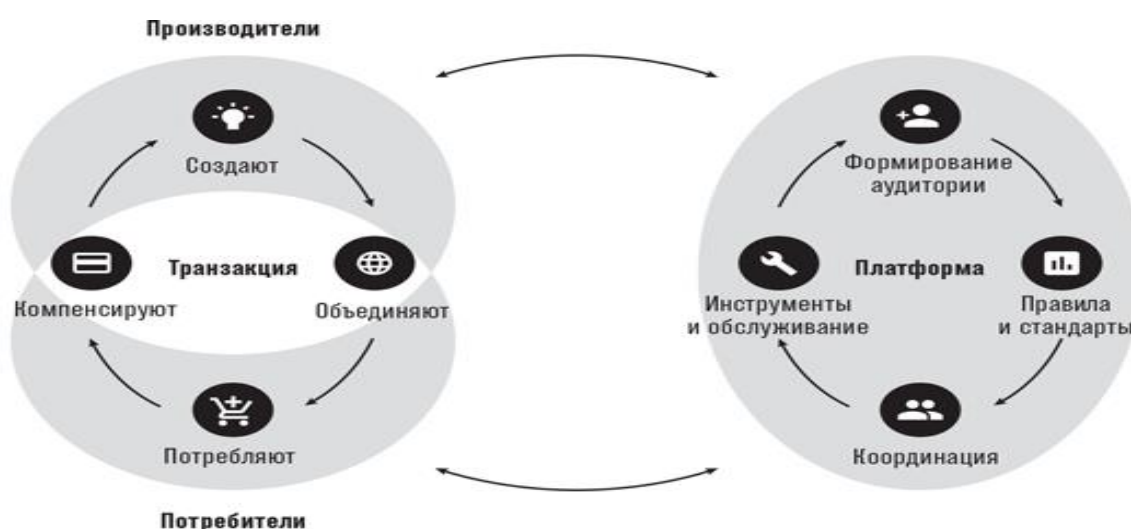 Производители
Создают
Транзакция
Компенсируют
Объединяют
Потребляют
Потребители
Формирование
аудитории
Платформа
Инструменты
и обслуживание
Правила
и стандарты
Координация